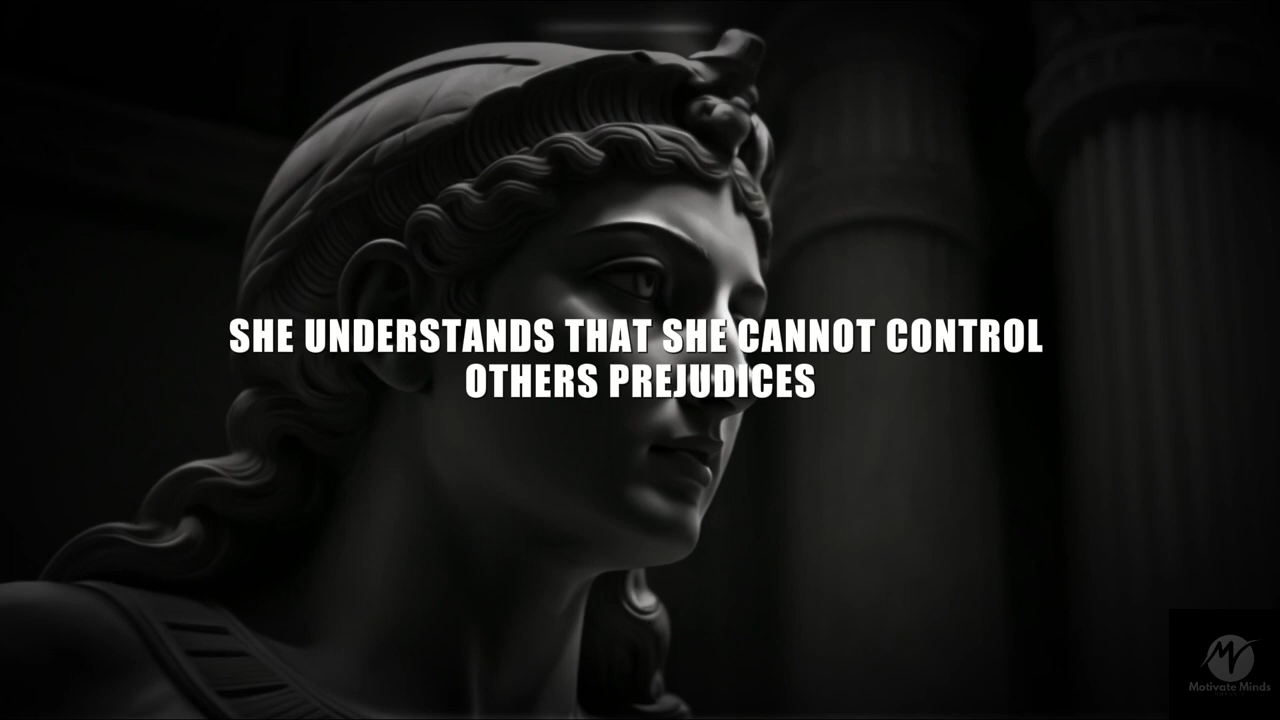 SHE UNDERSTANDS THAT SHE CANNOT CONTROL
OTHERS PREJUDICES
Motivate Minds